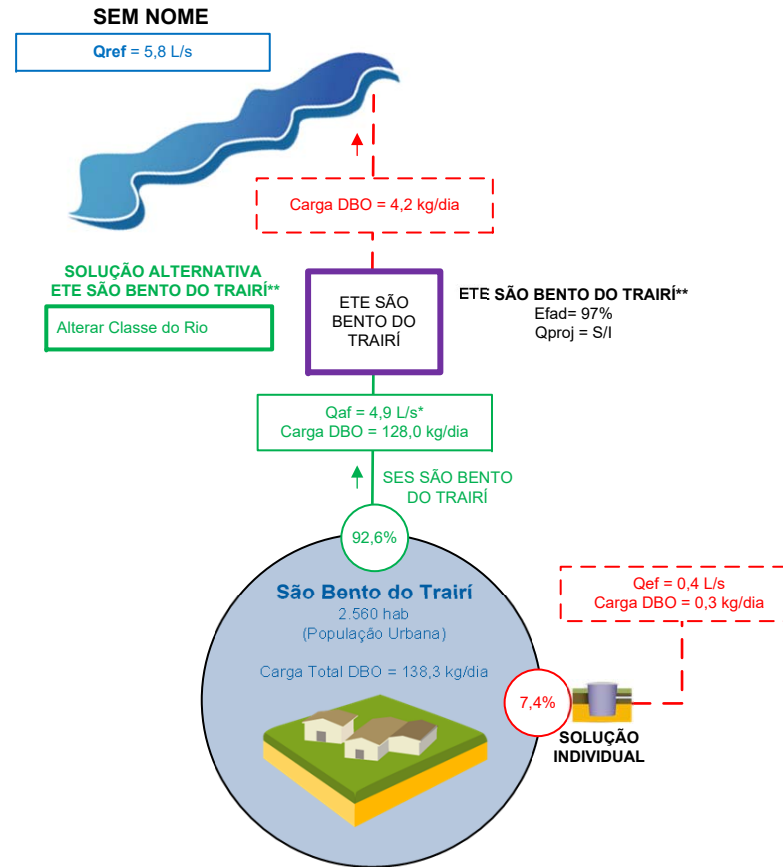 SEM NOME
Qref = 5,8 L/s
Carga DBO = 4,2 kg/dia
SOLUÇÃO ALTERNATIVA
ETE SÃO BENTO DO TRAIRÍ**
Alterar Classe do Rio
ETE SÃO
BENTO DO
TRAIRÍ
ETE SÃO BENTO DO TRAIRÍ**
Efad= 97%
Qproj = S/I
Qaf = 4,9 L/s*
Carga DBO = 128,0 kg/dia
SES SÃO BENTO
DO TRAIRÍ
92,6%
São Bento do Trairí
2.560 hab
(População Urbana)
Carga Total DBO = 138,3 kg/dia
Qef = 0,4 L/s
Carga DBO = 0,3 kg/dia
7,4%
SOLUÇÃO
INDIVIDUAL